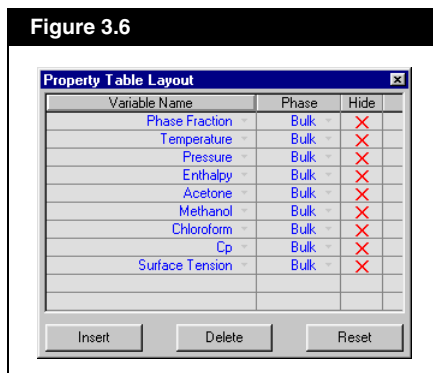 Figure 3.6
Property Table Layout
Variable Name Phase Hide
Phase Fraction Bulk
Temperature Bulk
Pressure Bulk
Enthalpy Bulk
Acetone Bulk
Methanol Bulk
Chloroform Bulk
Cp Bulk
Surface Tension Bulk
Insert Delete Reset